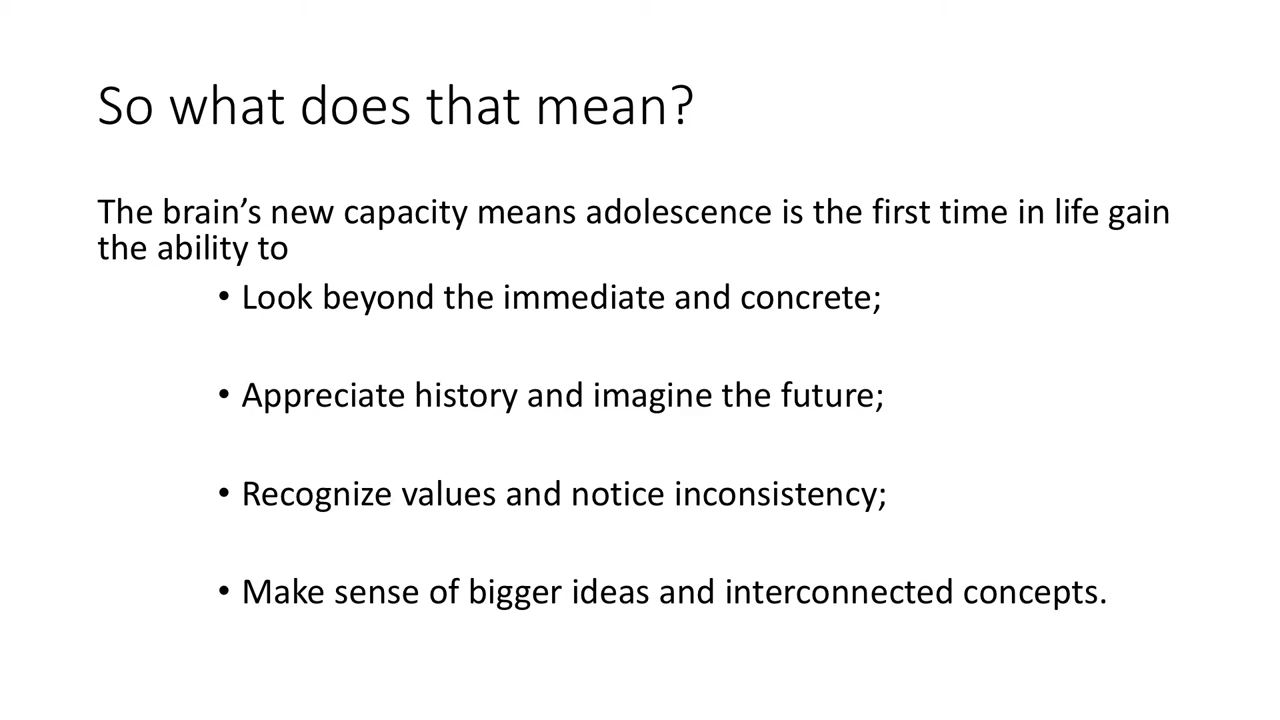 So what does that mean?
The brain’s new capacity means adolescence is the first time in life gain
the ability to
• Look beyond the immediate and concrete;
• Appreciate history and imagine the future;
• Recognize values and notice inconsistency;
• Make sense of bigger ideas and interconnected concepts.